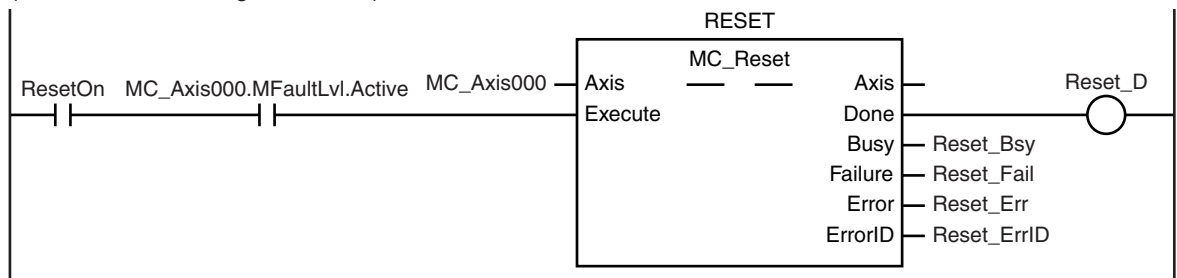 RESET
MC_Reset
ResetOn MC_Axis000.MFaultLvl.Active MC_Axis000 Axis Axis Reset_D
Execute Done
Busy Reset_Bsy
Failure Reset_Fail
Error Reset_Err
ErrorID Reset_ErrID